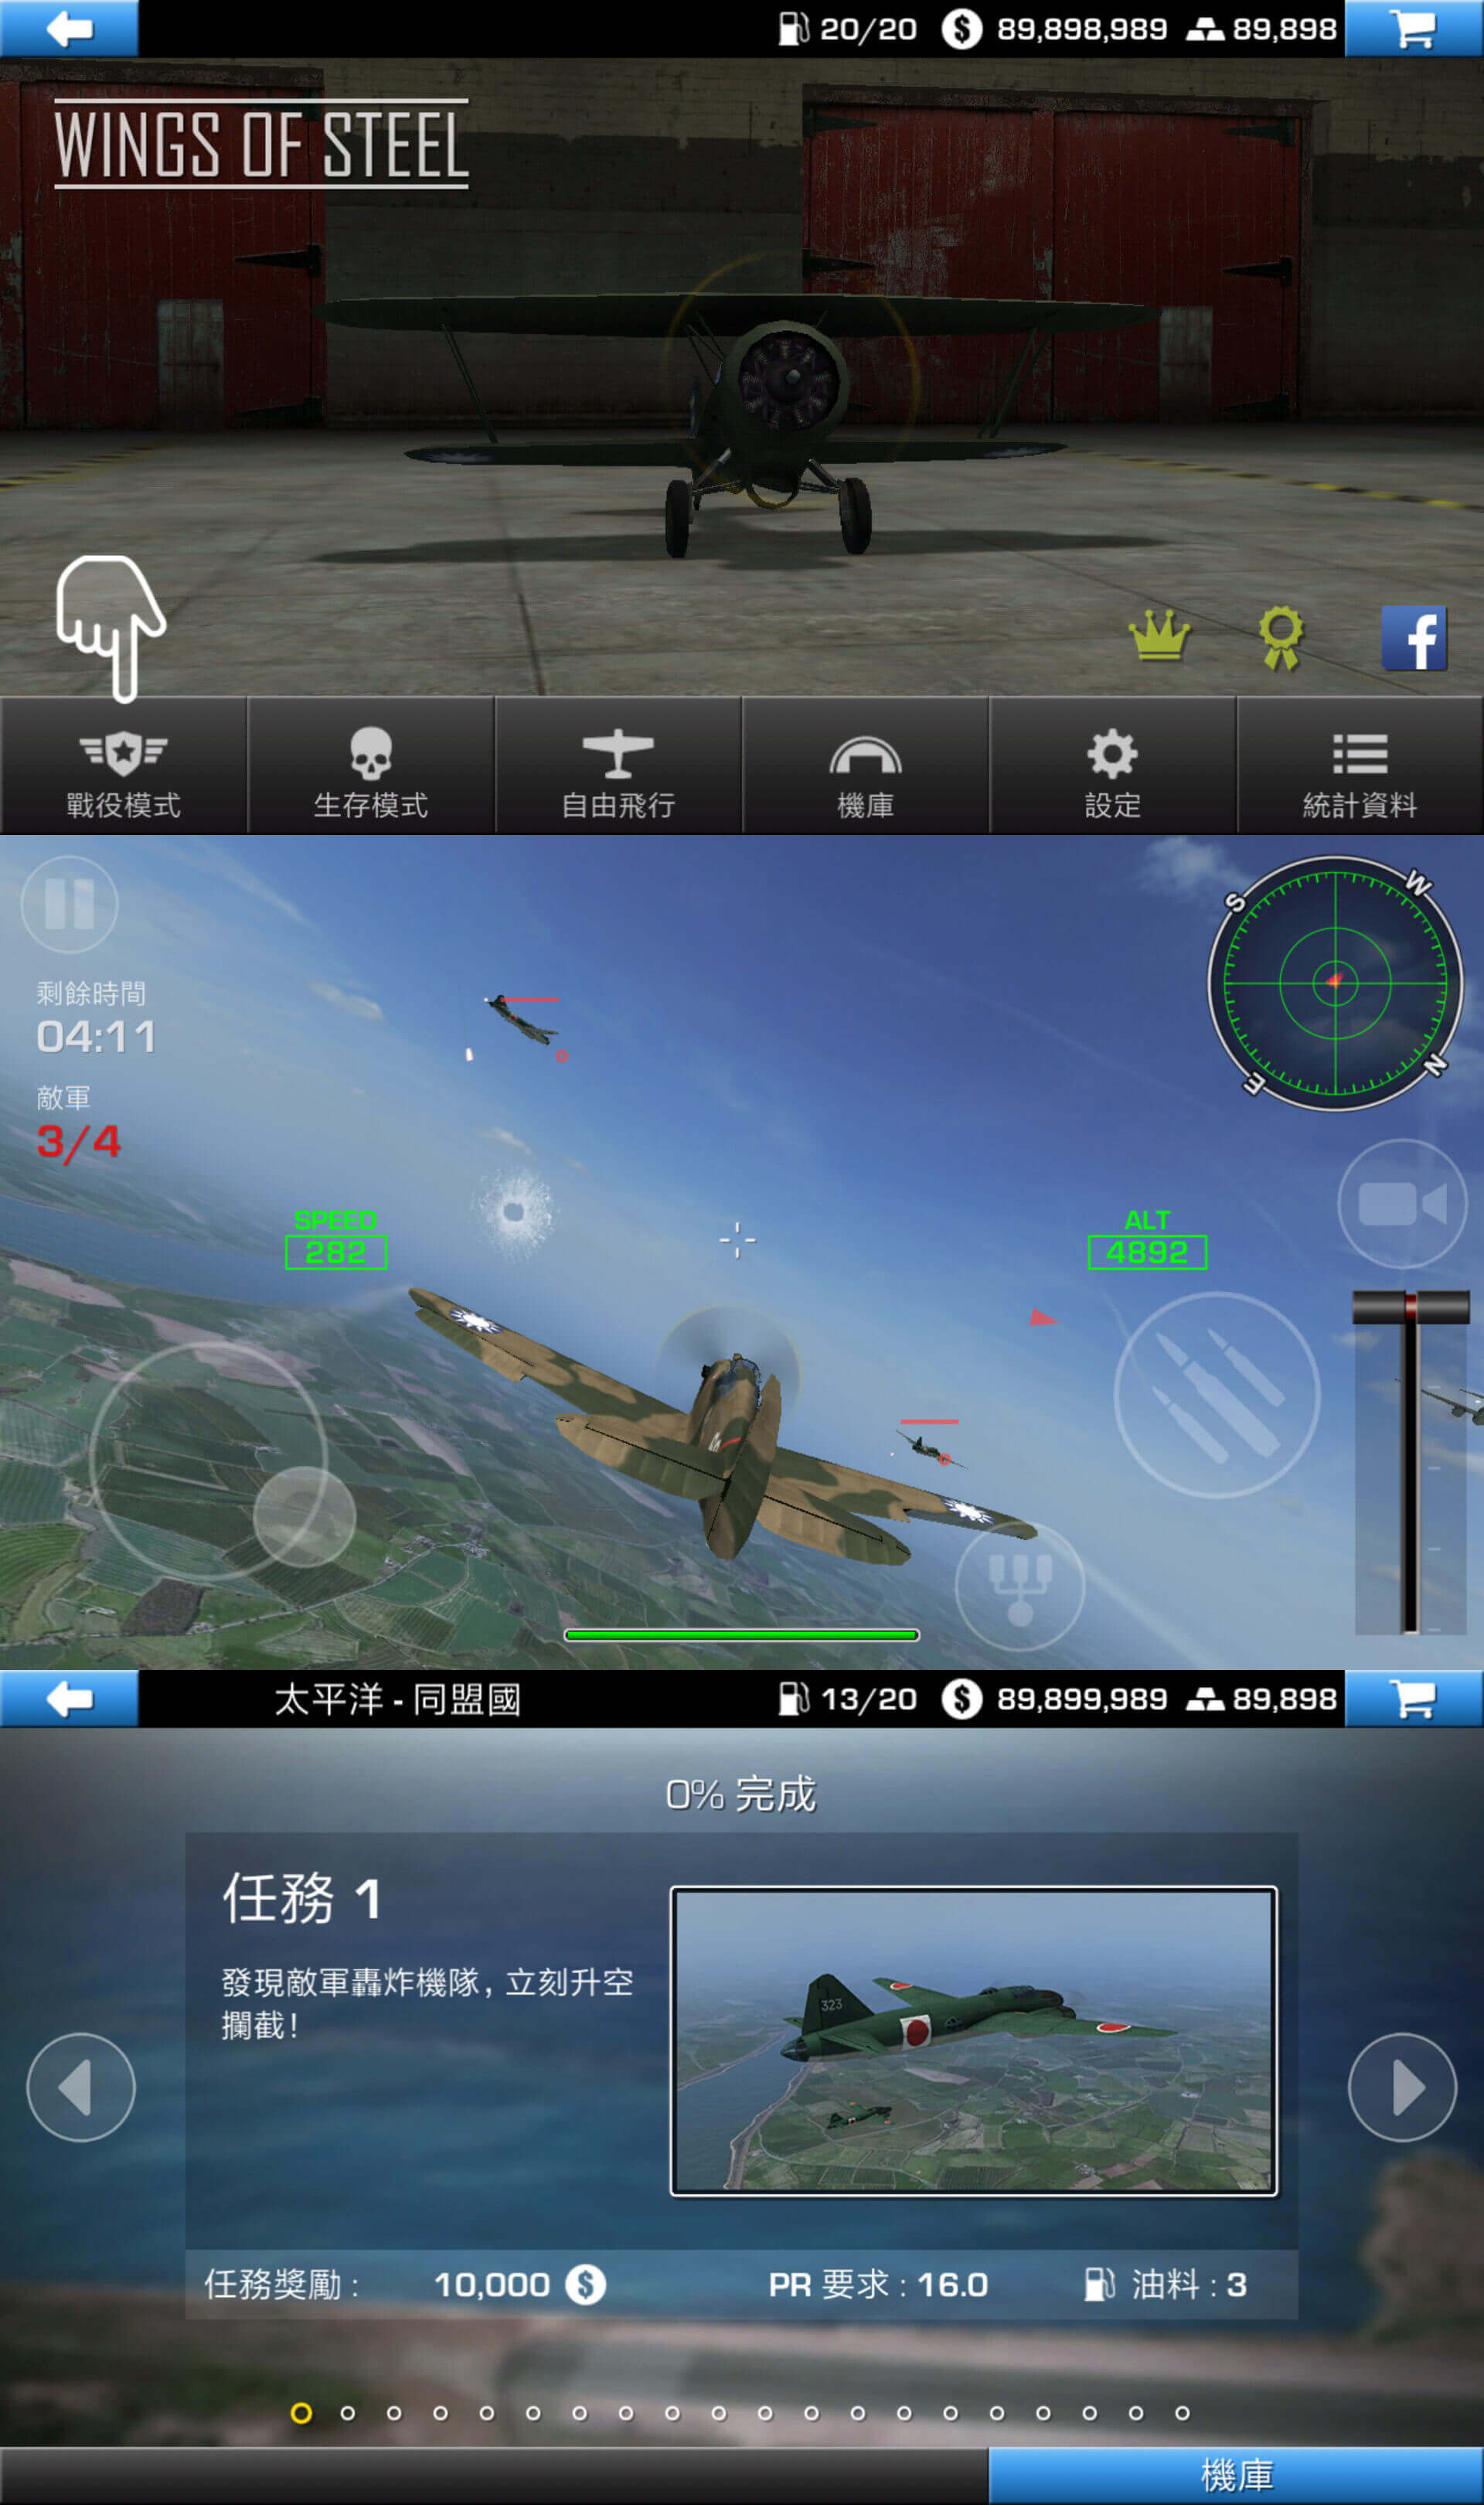 20/20 89,898,989 89,898
WINGS OF STEEL
戰役模式 生存模式 自由飛行 機庫 設定 統計資料
剩餘時間
04:11
敵軍
3/4
S W
N
E
SPEED
282
ALT
4892
太平洋 - 同盟國 13/20 89,899,989 89,898
0% 完成
任務 1
發現敵軍轟炸機隊, 立刻升空
攔截!
323
任務獎勵 : 10,000 PR 要求 : 16.0 油料 : 3
機庫